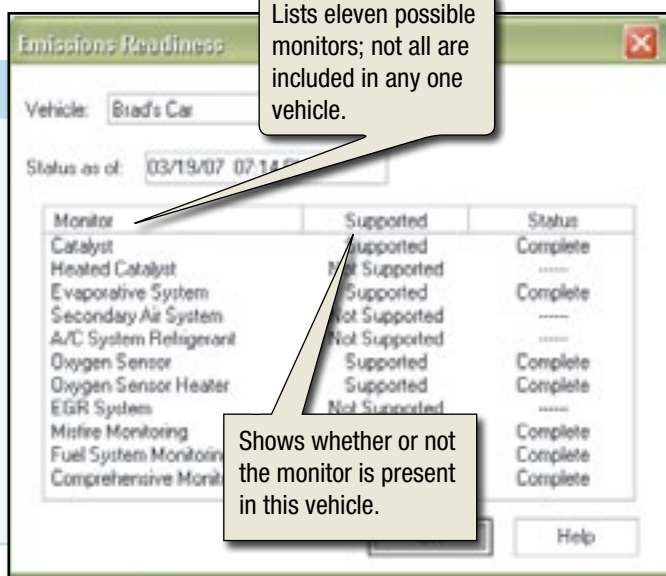 Lists eleven possible
monitors; not all are
included in any one
vehicle.
Emissions Readiness
Vehicle: Brad's Car
Status as of: 03/19/07 07:14
Monitor Supported Status
Catalyst Supported Complete
Heated Catalyst Not Supported ------
Evaporative System Supported Complete
Secondary Air System Not Supported ------
A/C System Refrigerant Not Supported ------
Oxygen Sensor Supported Complete
Oxygen Sensor Heater Supported Complete
EGR System Not Supported ------
Misfire Monitoring Complete
Fuel System Monitorin Complete
Comprehensive Monit Complete
Shows whether or not
the monitor is present
in this vehicle.
Help